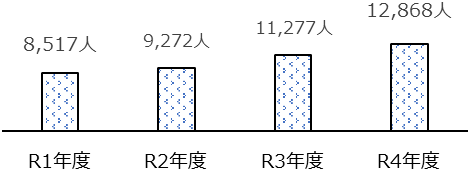 8,517人
9,272人
11,277人
12,868人
R1年度
R2年度
R3年度
R4年度